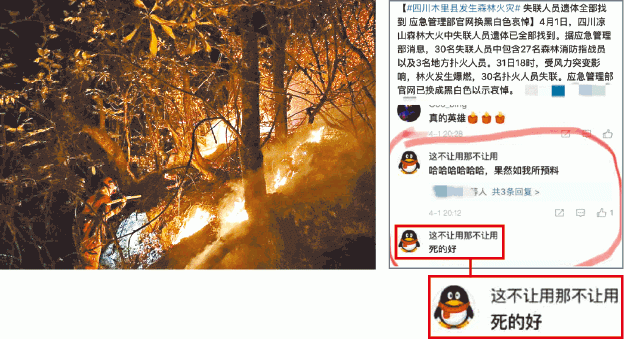 【#四川木里县发生森林火灾# 失联人员遗体全部找
到 应急管理部官网换黑白色哀悼】4月1日，四川凉
山森林大火中失联人员遗体已全部找到。据应急管理
部消息，30名失联人员中包含27名森林消防指战员
以及3名地方扑火人员。31日18时，受风力突变影
响，林火发生爆燃，30名扑火人员失联。应急管理部
官网已换成黑白色以示哀悼。
真的英雄
4-1 20:28
这不让用那不让用
哈哈哈哈哈哈，果然如我所预料
等人 共3条回复 >
4-1 20:12
1
这不让用那不让用
死的好
这不让用那不让用
死的好